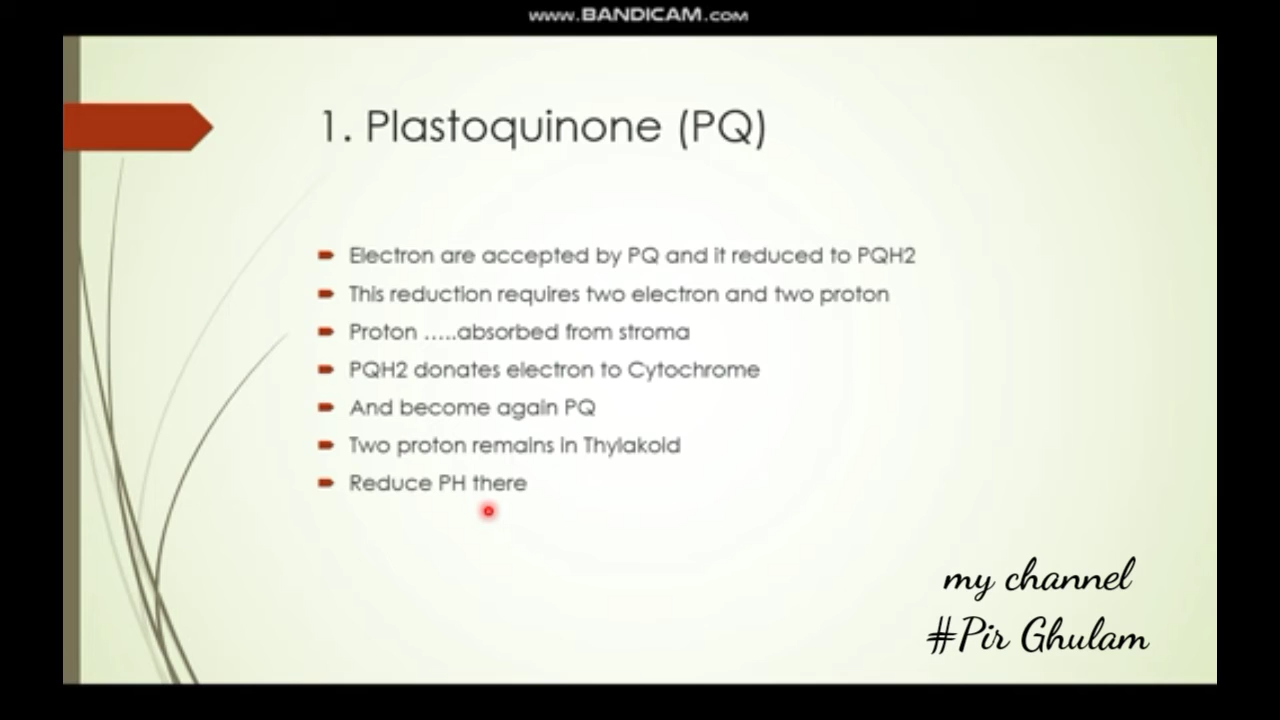 www.BANDICAM.com
1. Plastoquinone (PQ)
Electron are accepted by PQ and it reduced to PQH2
This reduction requires two electron and two proton
Proton .....absorbed from stroma
PQH2 donates electron to Cytochrome
And become again PQ
Two proton remains in Thylakoid
Reduce PH there
my channel
#Pir Ghulam